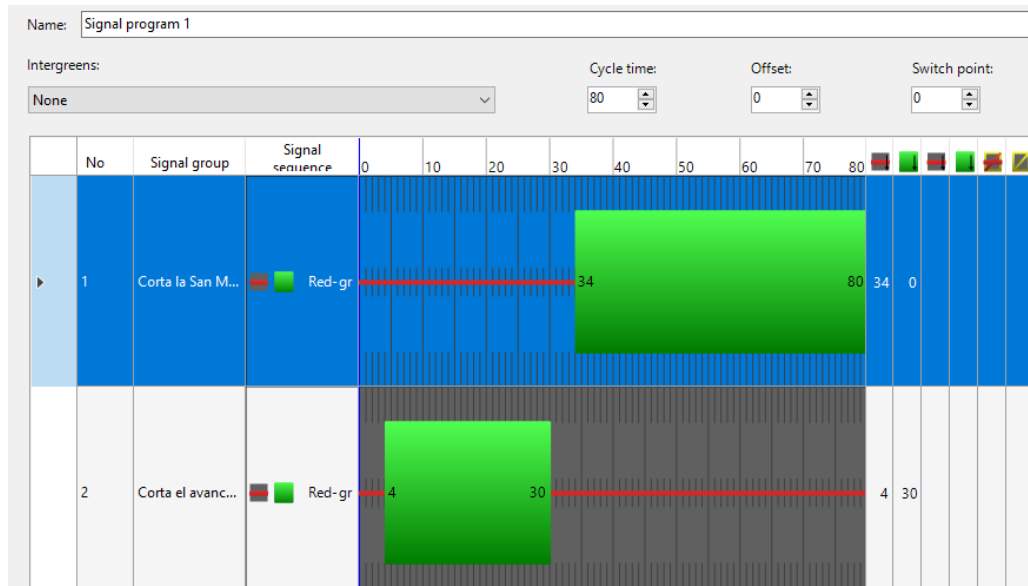 Name: Signal program 1
Intergreens:
Cycle time: Offset: Switch point:
None 80 0 0
No Signal group Signal sequence 0 10 20 30 40 50 60 70 80
1 Corta la San M... Red-gr 34 80 34 0
2 Corta el avanc... Red-gr 4 30 4 30